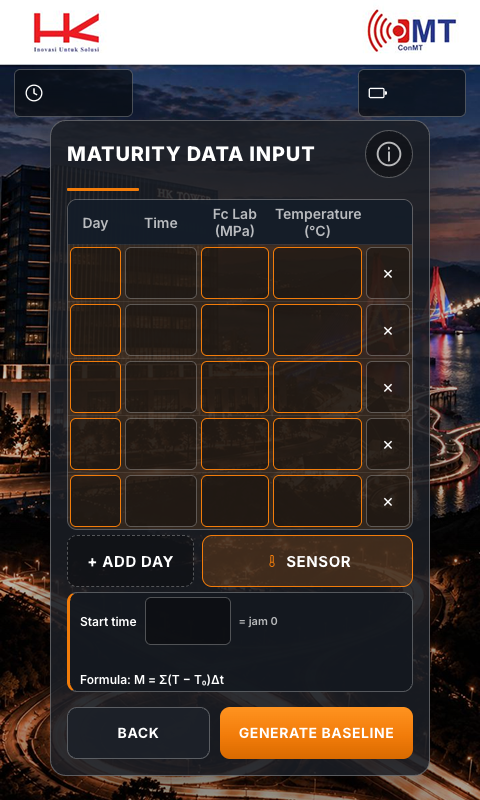 HK
Inovasi Untuk Solusi
MT
ConMT
MATURITY DATA INPUT
HK TOWER
Day Time Fc Lab (MPa) Temperature (°C)
×
×
×
×
×
+ ADD DAY SENSOR
Start time = jam 0
Formula: M = Σ(T − T₀)Δt
BACK GENERATE BASELINE